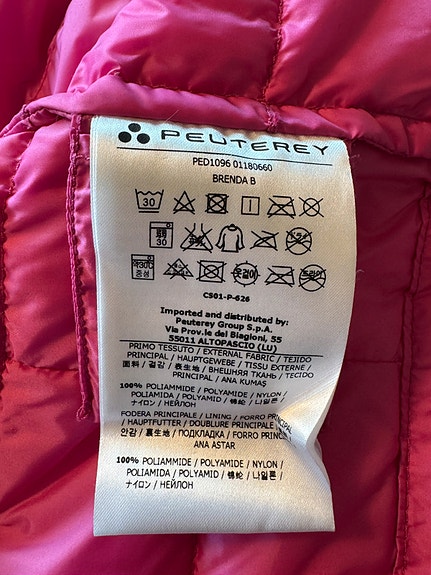 PEUTEREY
PED1096 01180660
BRENDA B
30
30 中性
CS01-P-626
Imported and distributed by:
Peuterey Group S.p.A.
Via Prov.le dei Biagioni, 55
55011 ALTOPASCIO (LU)
PRIMO TESSUTO / EXTERNAL FABRIC / TEJIDO
PRINCIPAL / HAUPTGEWEBE / TISSU EXTERNE /
面料 / 겉감 / 表生地 / ВНЕШНЯЯ ТКАНЬ / TECIDO
PRINCIPAL / ANA KUMAŞ
100% POLIAMMIDE / POLYAMIDE / NYLON /
POLIAMIDA / POLYAMID / 锦纶 / 나일론 /
ナイロン / НЕЙЛОН
FODERA PRINCIPALE / LINING / FORRO
/ HAUPTFUTTER / DOUBLURE PRINCIPALE
안감 / 裏生地 / ПОДКЛАДКА / FORRO
ANA ASTAR
100% POLIAMMIDE / POLYAMIDE / NYLON /
POLIAMIDA / POLYAMID / 锦纶 / 나일론 /
ナイロン / НЕЙЛОН